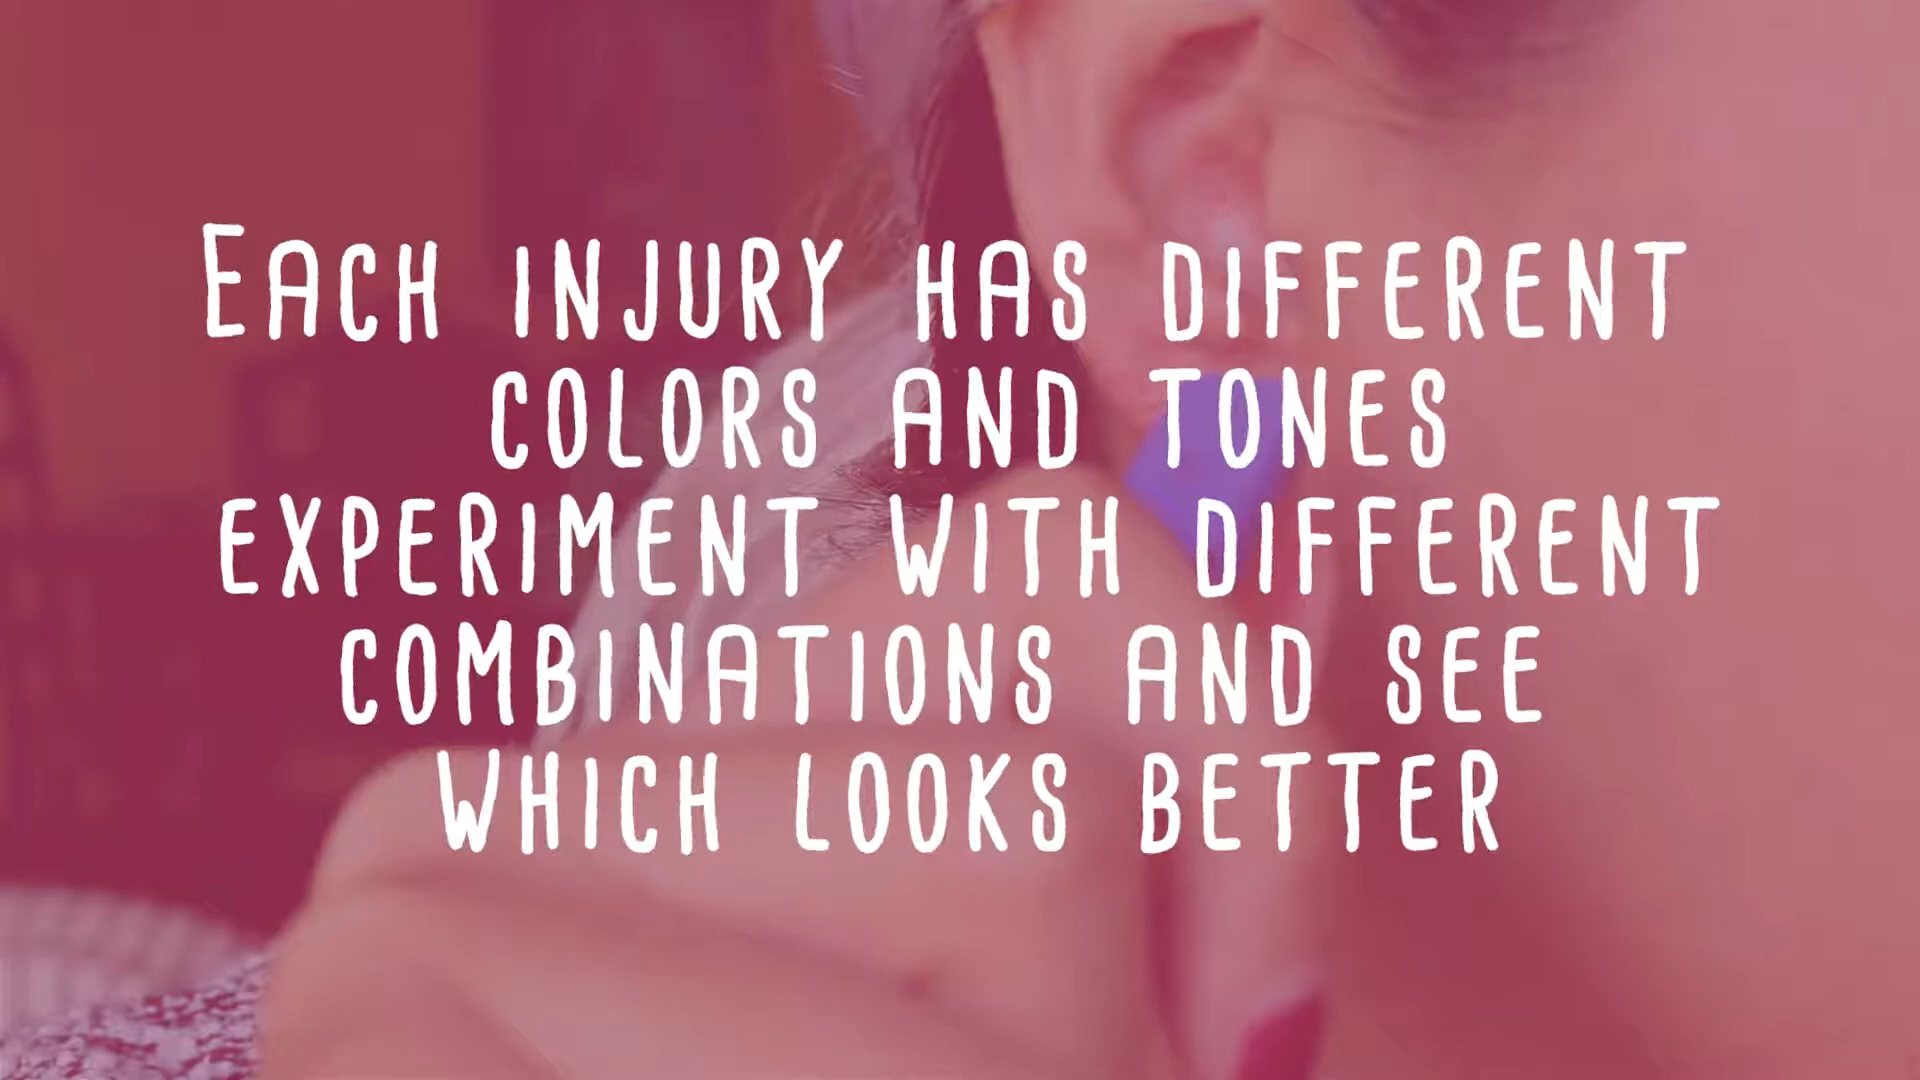 Each injury has different
colors and tones
experiment with different
combinations and see
which looks better